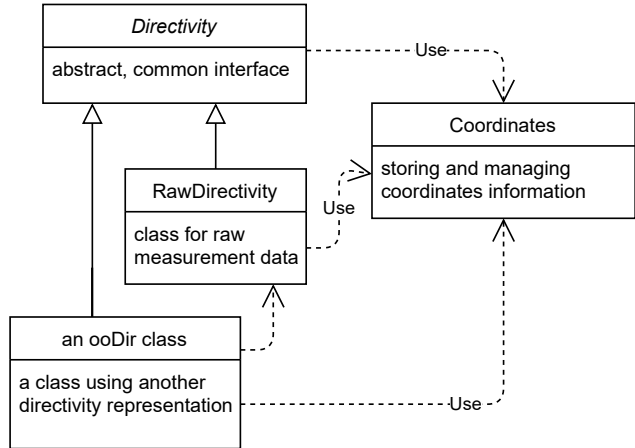 Directivity
abstract, common interface
Use
Coordinates
storing and managing
coordinates information
RawDirectivity
class for raw
measurement data
Use
an ooDir class
a class using another
directivity representation
Use